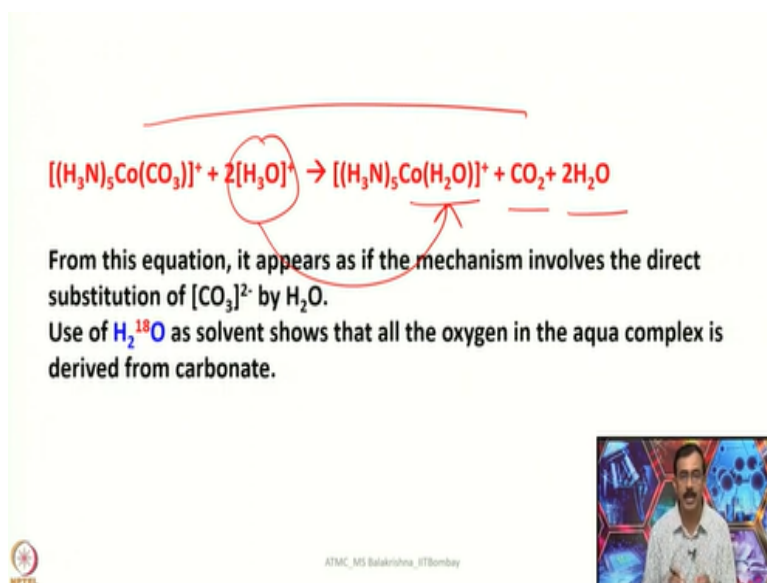 [(H₃N)₅Co(CO₃)]⁺ + 2[H₃O]⁺ → [(H₃N)₅Co(H₂O)]⁺ + CO₂+ 2H₂O
From this equation, it appears as if the mechanism involves the direct
substitution of [CO₃]²⁻ by H₂O.
Use of H₂¹⁸O as solvent shows that all the oxygen in the aqua complex is
derived from carbonate.
ATMC_MS Balakrishna_IITBombay
NPTEL